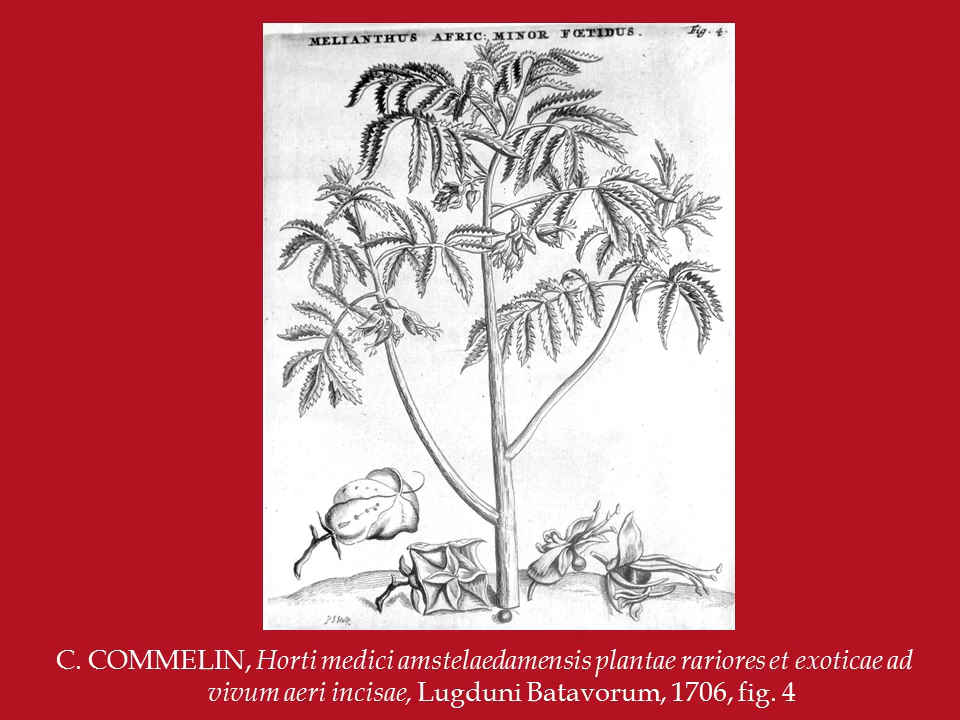 MELIANTHUS AFRIC: MINOR FŒTIDUS.
Fig. 4.
C. COMMELIN, Horti medici amstelaedamensis plantae rariores et exoticae ad
vivum aeri incisae, Lugduni Batavorum, 1706, fig. 4